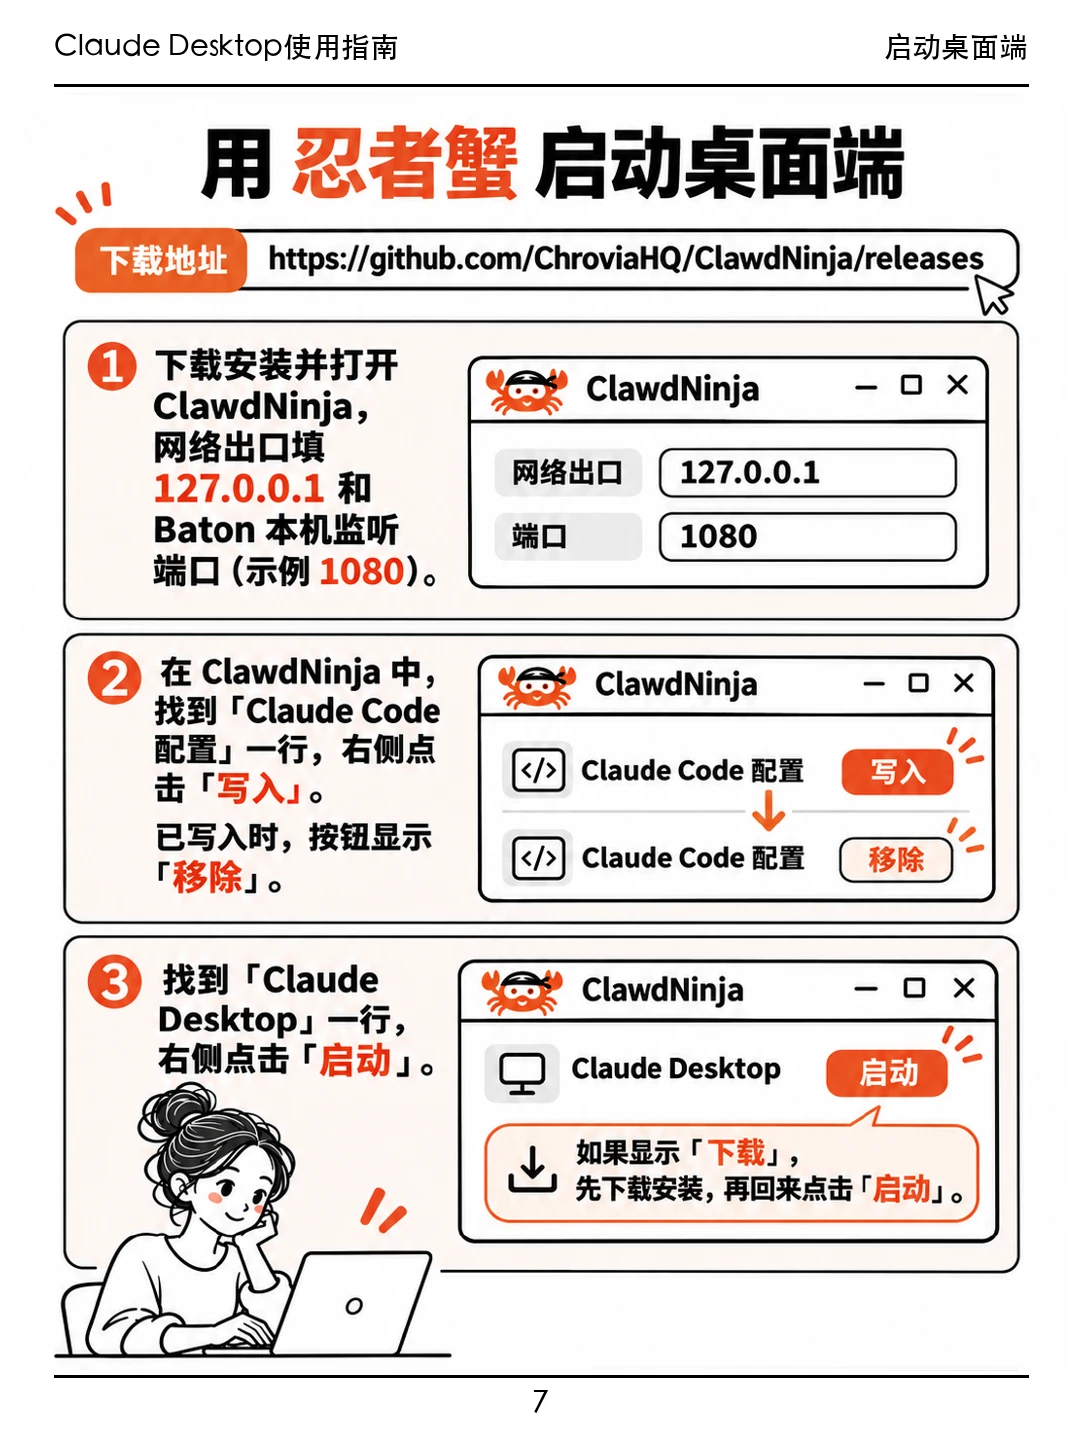 Claude Desktop使用指南
启动桌面端
用 忍者蟹 启动桌面端
下载地址
https://github.com/ChroviaHQ/ClawdNinja/releases
1
下载安装并打开
ClawdNinja，
网络出口填
127.0.0.1 和
Baton 本机监听
端口（示例 1080）。
ClawdNinja
网络出口
127.0.0.1
端口
1080
2
在 ClawdNinja 中，
找到「Claude Code
配置」一行，右侧点
击「写入」。
已写入时，按钮显示
「移除」。
ClawdNinja
</> Claude Code 配置
写入
</> Claude Code 配置
移除
3
找到「Claude
Desktop」一行，
右侧点击「启动」。
ClawdNinja
Claude Desktop
启动
如果显示「下载」，
先下载安装，再回来点击「启动」。
7